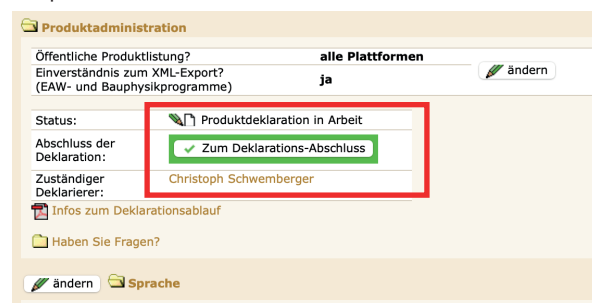 Produktadministration
Öffentliche Produktlistung? alle Plattformen
Einverständnis zum XML-Export?
(EAW- und Bauphysikprogramme) ja
ändern
Status: Produktdeklaration in Arbeit
Abschluss der
Deklaration: Zum Deklarations-Abschluss
Zuständiger
Deklarierer: Christoph Schwemberger
Infos zum Deklarationsablauf
Haben Sie Fragen?
ändern Sprache